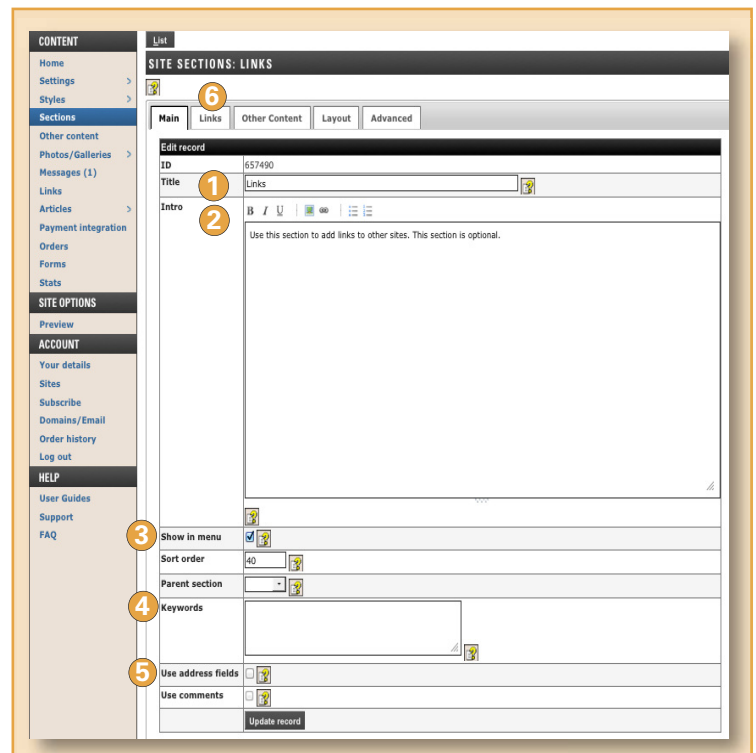 CONTENT
Home
Settings >
Styles >
Sections
Other content
Photos/Galleries >
Messages (1)
Links
Articles >
Payment integration
Orders
Forms
Stats
SITE OPTIONS
Preview
ACCOUNT
Your details
Sites
Subscribe
Domains/Email
Order history
Log out
HELP
User Guides
Support
FAQ
List
SITE SECTIONS: LINKS
6
Main Links Other Content Layout Advanced
Edit record
ID 657490
Title 1 Links
Intro 2 B I U
Use this section to add links to other sites. This section is optional.
3 Show in menu
Sort order 40
Parent section
4 Keywords
5 Use address fields
Use comments
Update record